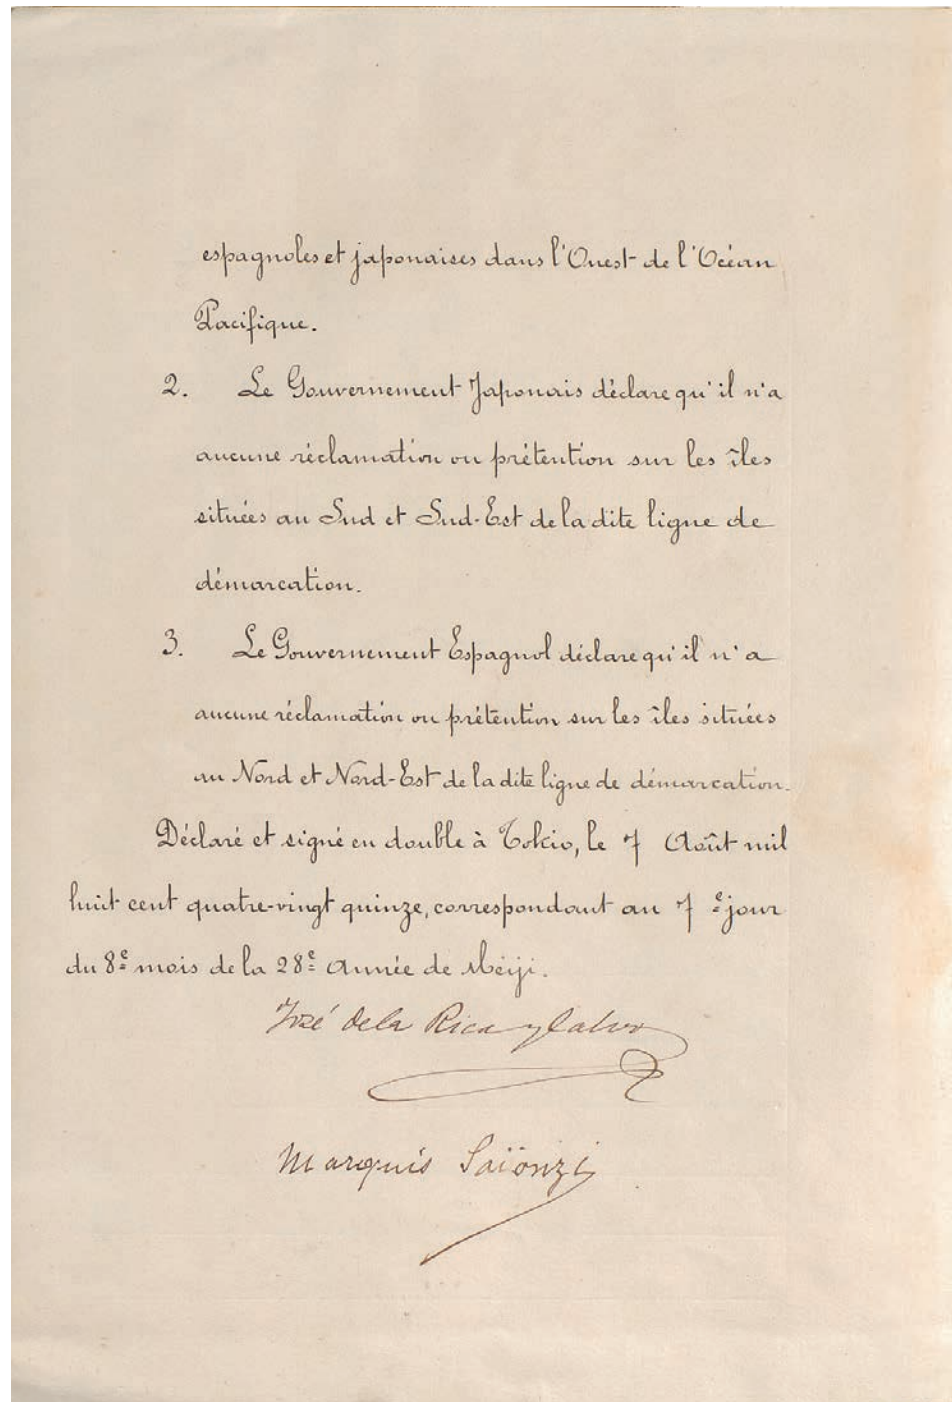 espagnoles et japonaises dans l'Ouest de l'Océan
Pacifique.
2. Le Gouvernement Japonais déclare qu'il n'a
aucune réclamation ou prétention sur les îles
situées au Sud et Sud-Est de la dite ligne de
démarcation.
3. Le Gouvernement Espagnol déclare qu'il n'a
aucune réclamation ou prétention sur les îles situées
au Nord et Nord-Est de la dite ligne de démarcation.
Déclaré et signé en double à Tokio, le 7 Août mil
huit cent quatre-vingt quinze, correspondant au 7e jour
du 8e mois de la 28e Année de Meiji.
José de la Rica y Calvo
Marquis Saïonzi